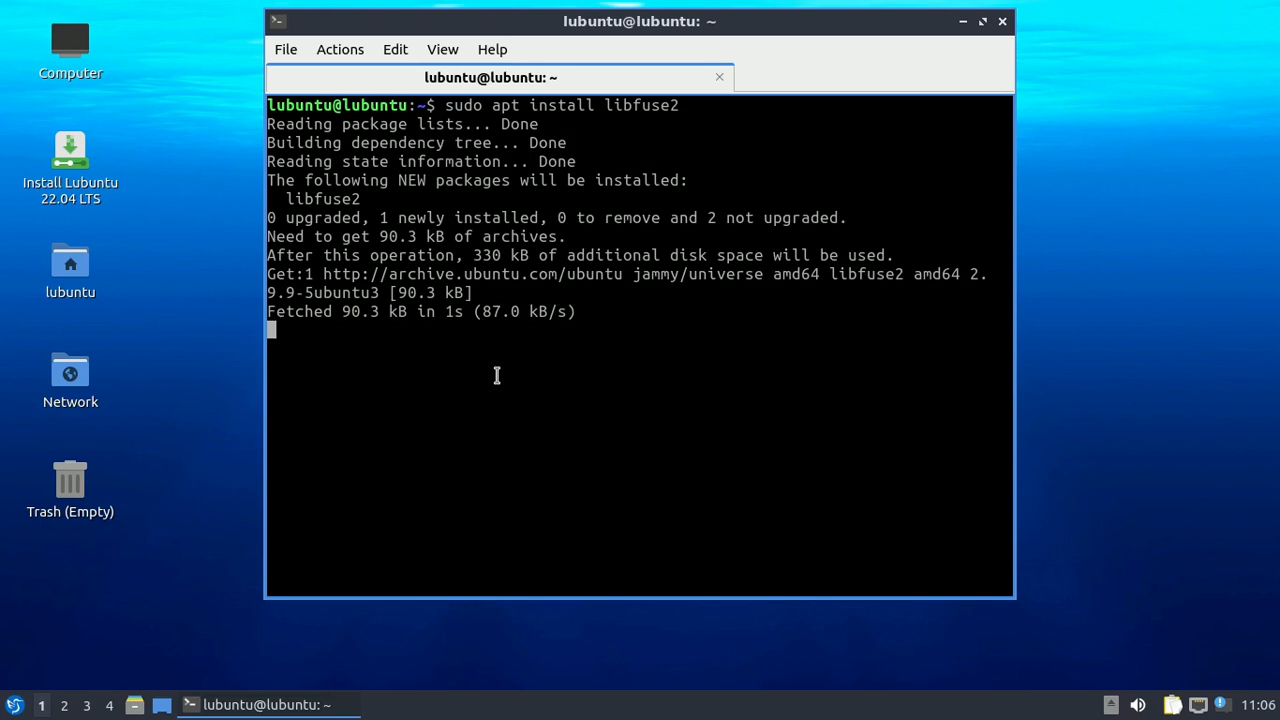 lubuntu@lubuntu: ~
File Actions Edit View Help
lubuntu@lubuntu: ~
lubuntu@lubuntu:~$ sudo apt install libfuse2
Reading package lists... Done
Building dependency tree... Done
Reading state information... Done
The following NEW packages will be installed:
  libfuse2
0 upgraded, 1 newly installed, 0 to remove and 2 not upgraded.
Need to get 90.3 kB of archives.
After this operation, 330 kB of additional disk space will be used.
Get:1 http://archive.ubuntu.com/ubuntu jammy/universe amd64 libfuse2 amd64 2.
9.9-5ubuntu3 [90.3 kB]
Fetched 90.3 kB in 1s (87.0 kB/s)
Computer
Install Lubuntu
22.04 LTS
lubuntu
Network
Trash (Empty)
1 2 3 4 lubuntu@lubuntu: ~ 11:06